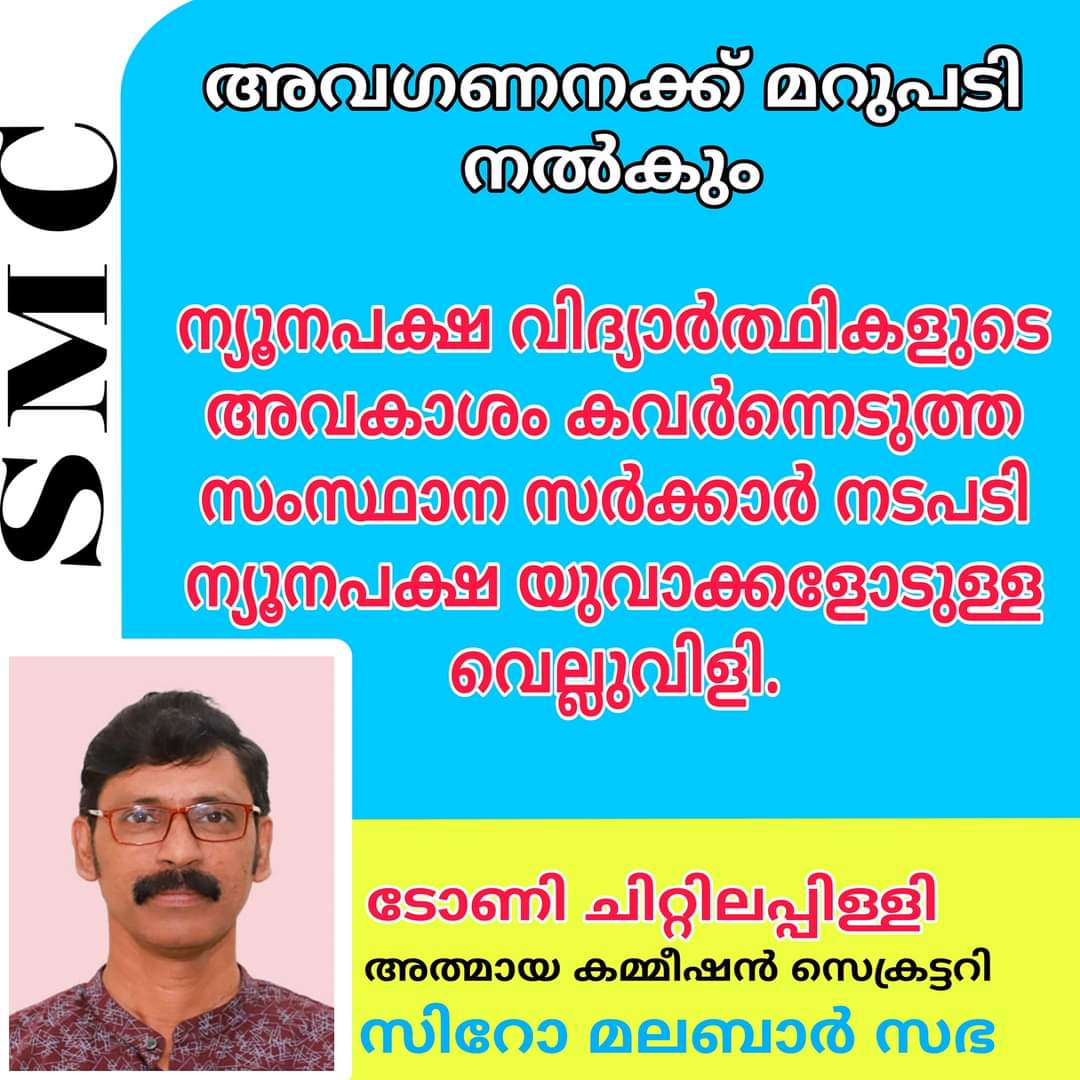 SMC
അവഗണനക്ക് മറുപടി
നൽകും
ന്യൂനപക്ഷ വിദ്യാർത്ഥികളുടെ
അവകാശം കവർന്നെടുത്ത
സംസ്ഥാന സർക്കാർ നടപടി
ന്യൂനപക്ഷ യുവാക്കളോടുള്ള
വെല്ലുവിളി.
ടോണി ചിറ്റിലപ്പിള്ളി
അത്മായ കമ്മീഷൻ സെക്രട്ടറി
സിറോ മലബാർ സഭ